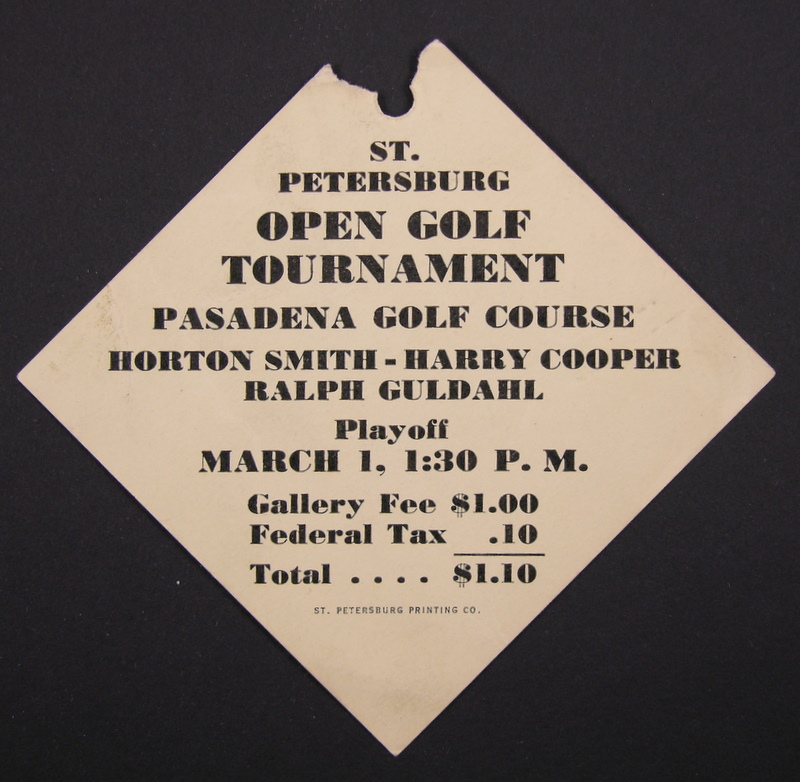 ST.
PETERSBURG
OPEN GOLF
TOURNAMENT
PASADENA GOLF COURSE
HORTON SMITH - HARRY COOPER
RALPH GULDAHL
Playoff
MARCH 1, 1:30 P. M.
Gallery Fee $1.00
Federal Tax .10
Total .... $1.10
ST. PETERSBURG PRINTING CO.